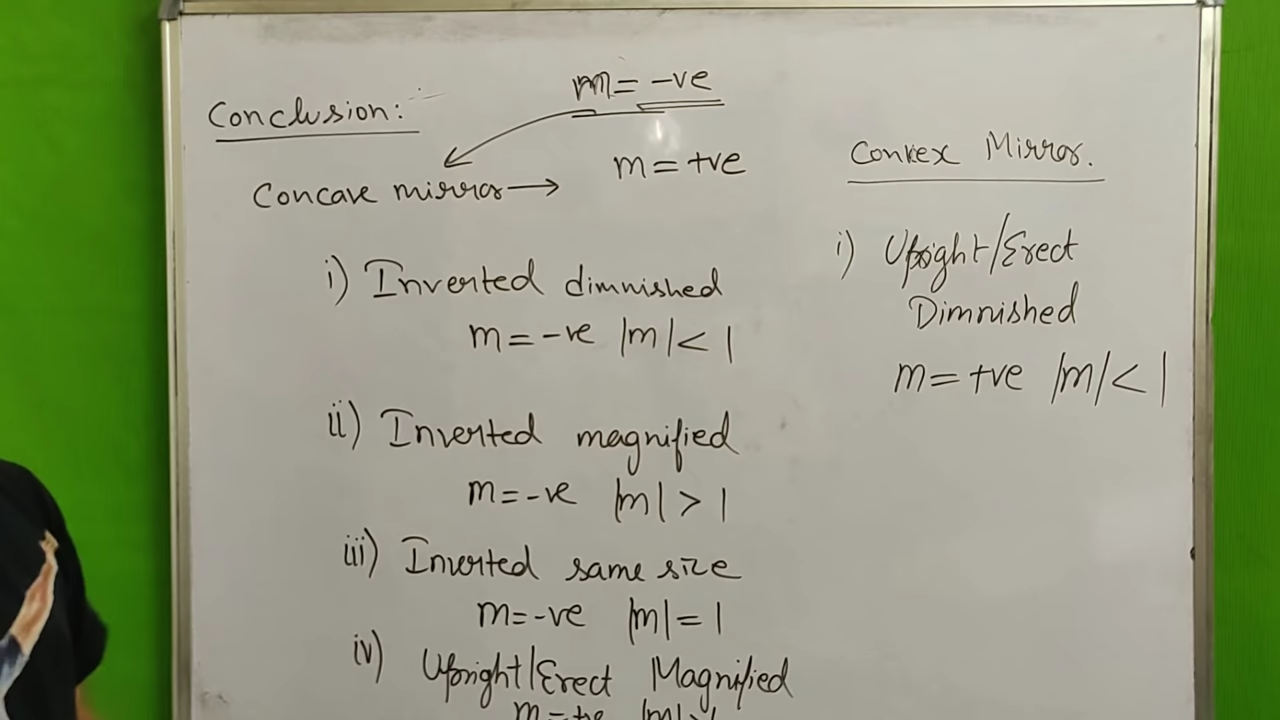 Conclusion:
m = -ve
Concave mirror →
m = +ve
i) Inverted dimnished
m = -ve |m| < 1
ii) Inverted magnified
m = -ve |m| > 1
iii) Inverted same size
m = -ve |m| = 1
iv) Upright/Erect Magnified
m = +ve |m| > 1
Convex Mirror.
i) Upright/Erect
Dimnished
m = +ve |m| < 1